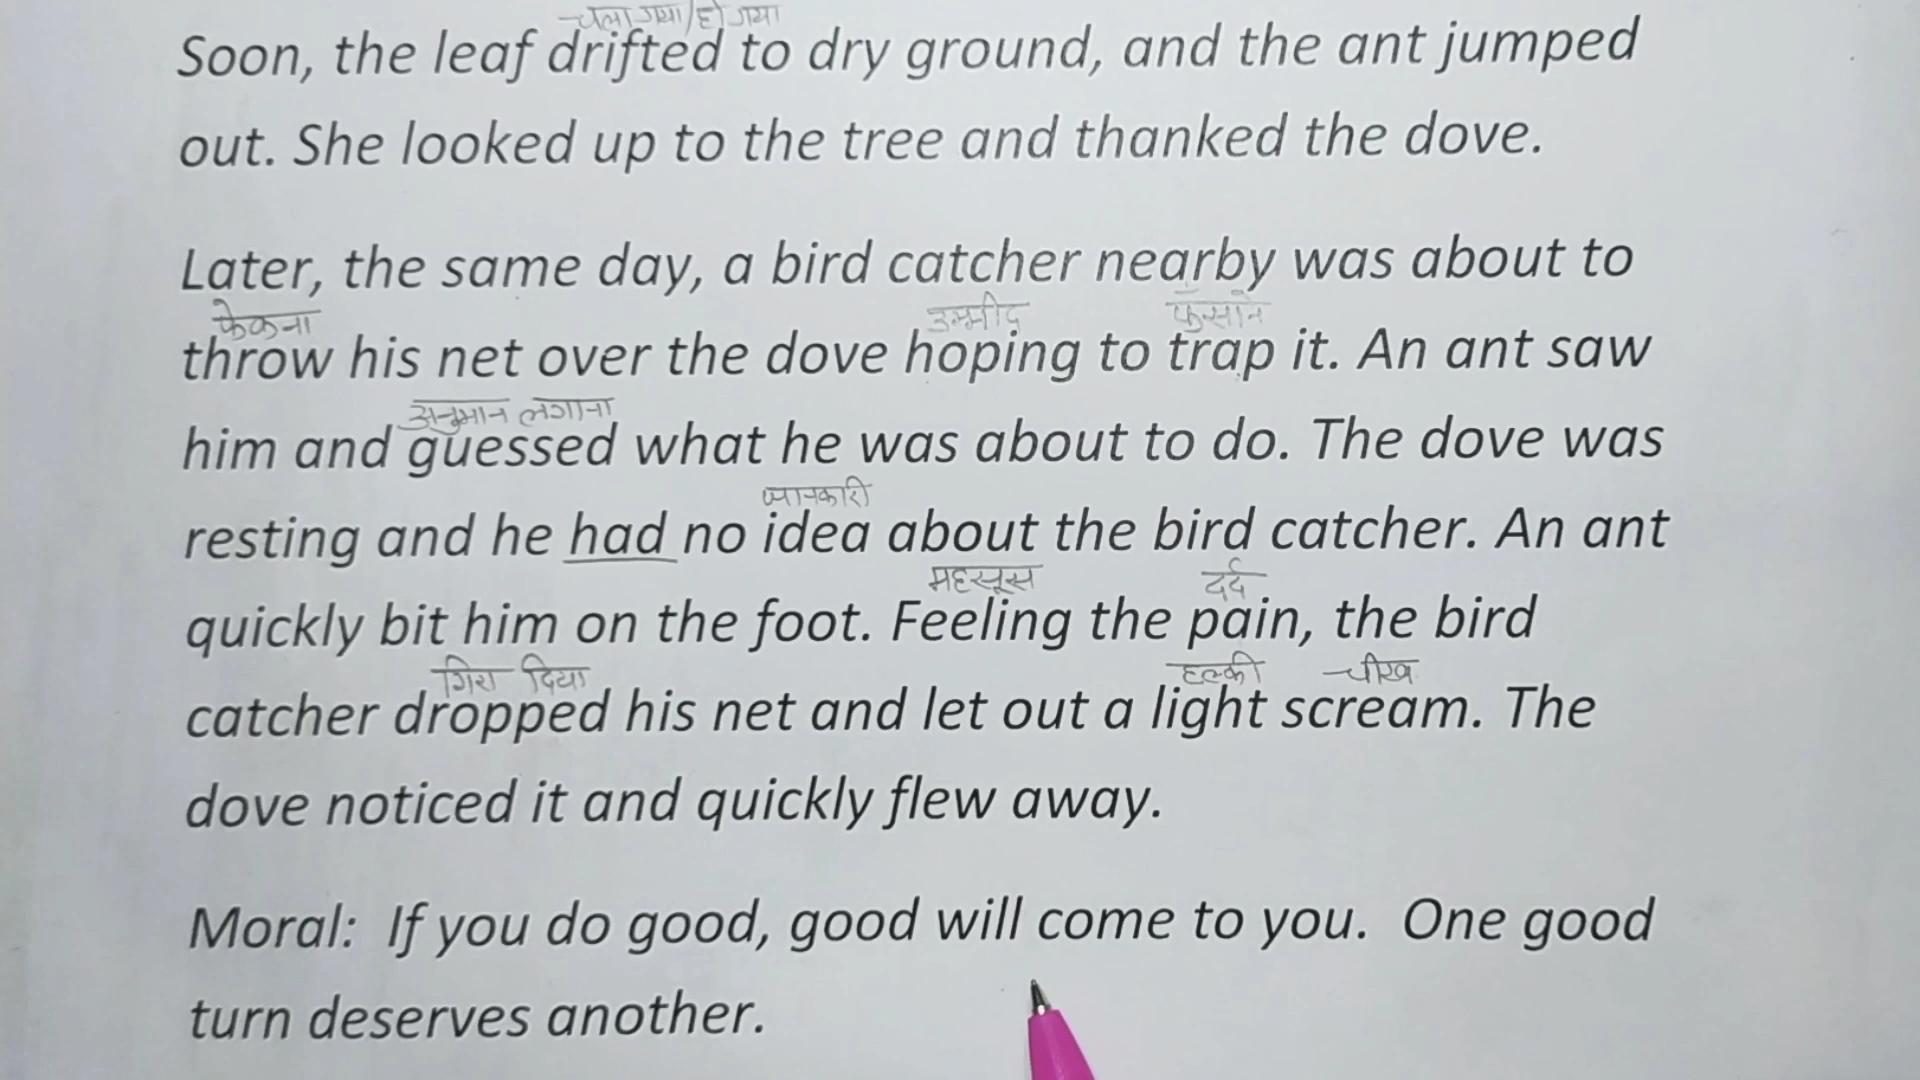 चला गया/हो गया
Soon, the leaf drifted to dry ground, and the ant jumped
out. She looked up to the tree and thanked the dove.
Later, the same day, a bird catcher nearby was about to
फेकना उम्मीद फँसाने
throw his net over the dove hoping to trap it. An ant saw
अनुमान लगाना
him and guessed what he was about to do. The dove was
जानकारी
resting and he had no idea about the bird catcher. An ant
महसूस दर्द
quickly bit him on the foot. Feeling the pain, the bird
गिरा दिया हल्की चीख
catcher dropped his net and let out a light scream. The
dove noticed it and quickly flew away.
Moral: If you do good, good will come to you. One good
turn deserves another.